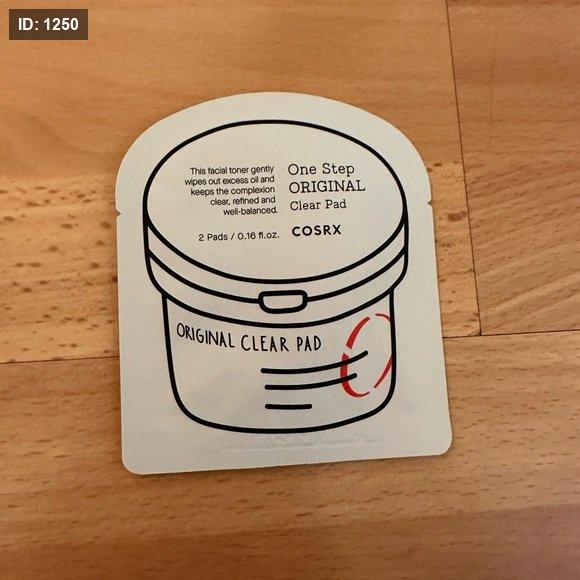 ID: 1250
This facial toner gently
wipes out excess oil and
keeps the complexion
clear, refined and
well-balanced.
2 Pads / 0.16 fl.oz.
One Step
ORIGINAL
Clear Pad
COSRX
ORIGINAL CLEAR PAD